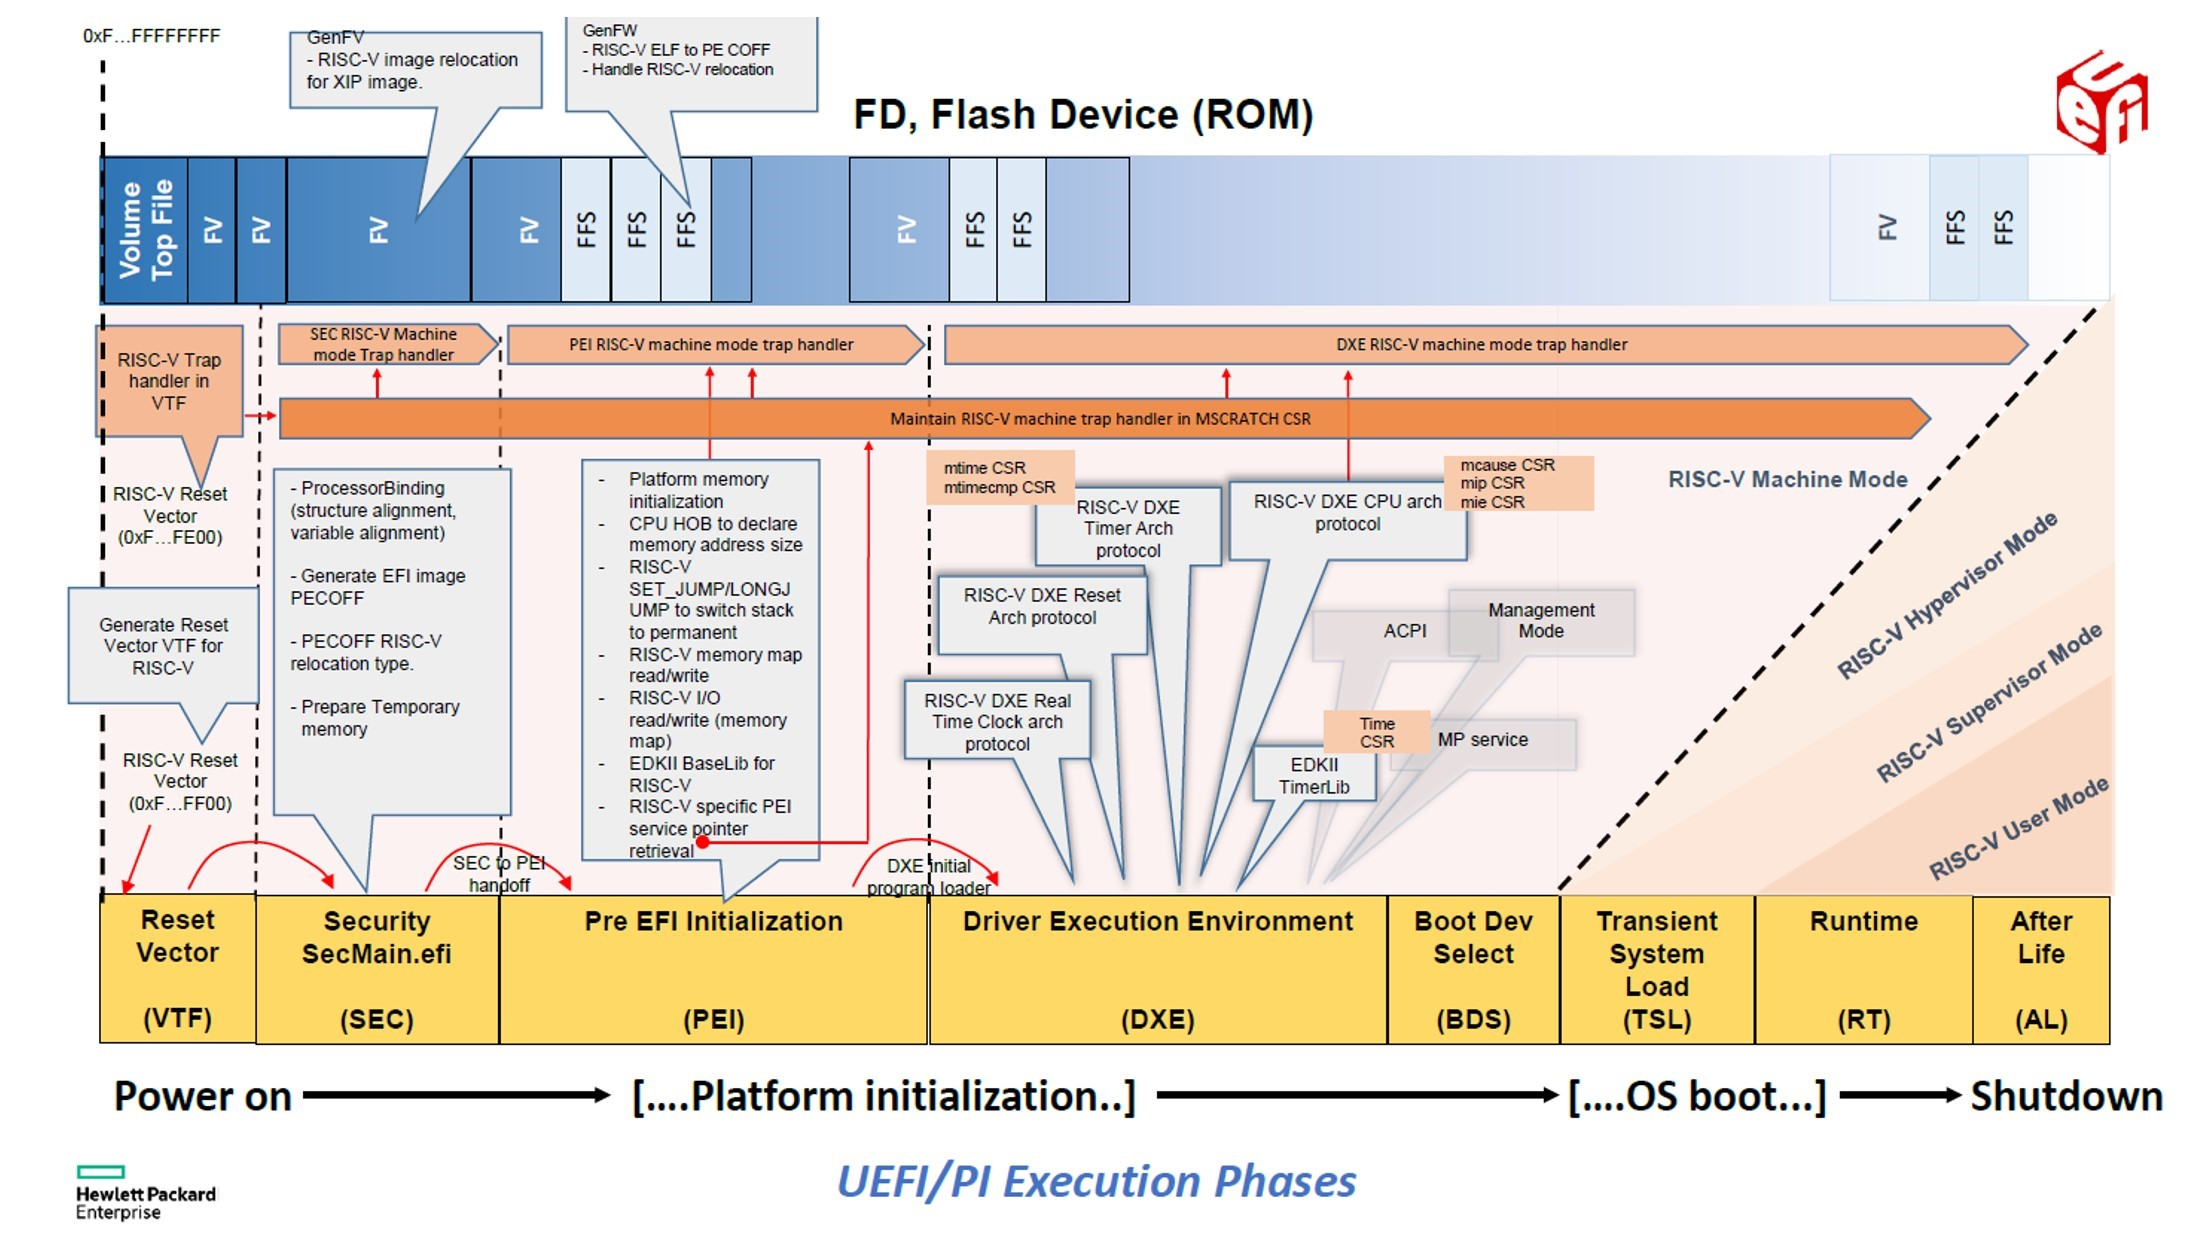 0xF...FFFFFFFF
GenFV
- RISC-V image relocation
for XIP image.
GenFW
- RISC-V ELF to PE COFF
- Handle RISC-V relocation
FD, Flash Device (ROM)
UEFI
Volume
Top File
FV
FV
FV
FV
FFS
FFS
FFS
FV
FFS
FFS
FV
FFS
FFS
RISC-V Trap
handler in
VTF
SEC RISC-V Machine
mode Trap handler
PEI RISC-V machine mode trap handler
DXE RISC-V machine mode trap handler
Maintain RISC-V machine trap handler in MSCRATCH CSR
RISC-V Reset
Vector
(0xF...FE00)
Generate Reset
Vector VTF for
RISC-V
RISC-V Reset
Vector
(0xF...FF00)
- ProcessorBinding
(structure alignment,
variable alignment)
- Generate EFI image
PECOFF
- PECOFF RISC-V
relocation type.
- Prepare Temporary
memory
SEC to PEI
handoff
- Platform memory
initialization
- CPU HOB to declare
memory address size
- RISC-V
SET_JUMP/LONGJ
UMP to switch stack
to permanent
- RISC-V memory map
read/write
- RISC-V I/O
read/write (memory
map)
- EDKII BaseLib for
RISC-V
- RISC-V specific PEI
service pointer
retrieval
DXE initial
program loader
mtime CSR
mtimecmp CSR
RISC-V DXE
Timer Arch
protocol
RISC-V DXE CPU arch
protocol
mcause CSR
mip CSR
mie CSR
RISC-V DXE Reset
Arch protocol
RISC-V DXE Real
Time Clock arch
protocol
ACPI
Management
Mode
Time
CSR
MP service
EDKII
TimerLib
RISC-V Machine Mode
RISC-V Hypervisor Mode
RISC-V Supervisor Mode
RISC-V User Mode
Reset
Vector
(VTF)
Security
SecMain.efi
(SEC)
Pre EFI Initialization
(PEI)
Driver Execution Environment
(DXE)
Boot Dev
Select
(BDS)
Transient
System
Load
(TSL)
Runtime
(RT)
After
Life
(AL)
Power on
[....Platform initialization..]
[....OS boot...]
Shutdown
UEFI/PI Execution Phases
Hewlett Packard
Enterprise